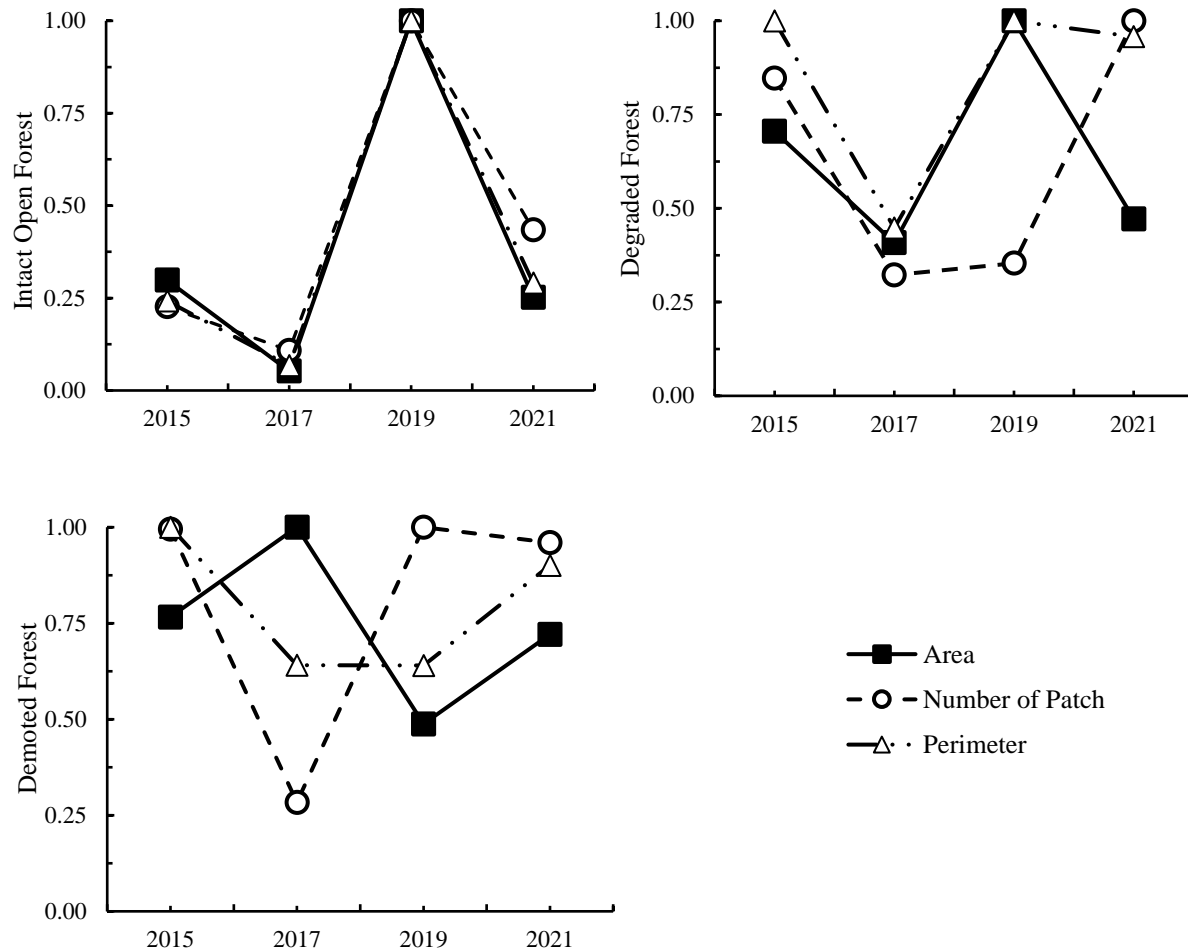 Intact Open Forest
1.00
0.75
0.50
0.25
0.00
2015 2017 2019 2021
Degraded Forest
1.00
0.75
0.50
0.25
0.00
2015 2017 2019 2021
Demoted Forest
1.00
0.75
0.50
0.25
0.00
2015 2017 2019 2021
Area
Number of Patch
Perimeter